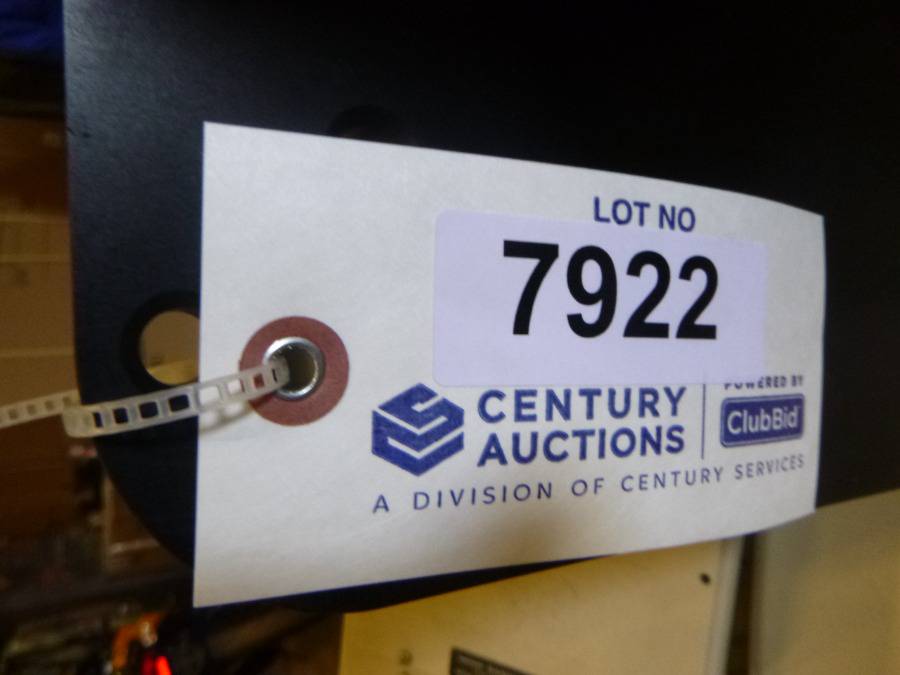 LOT NO
7922
CENTURY
AUCTIONS
POWERED BY
ClubBid
A DIVISION OF CENTURY SERVICES